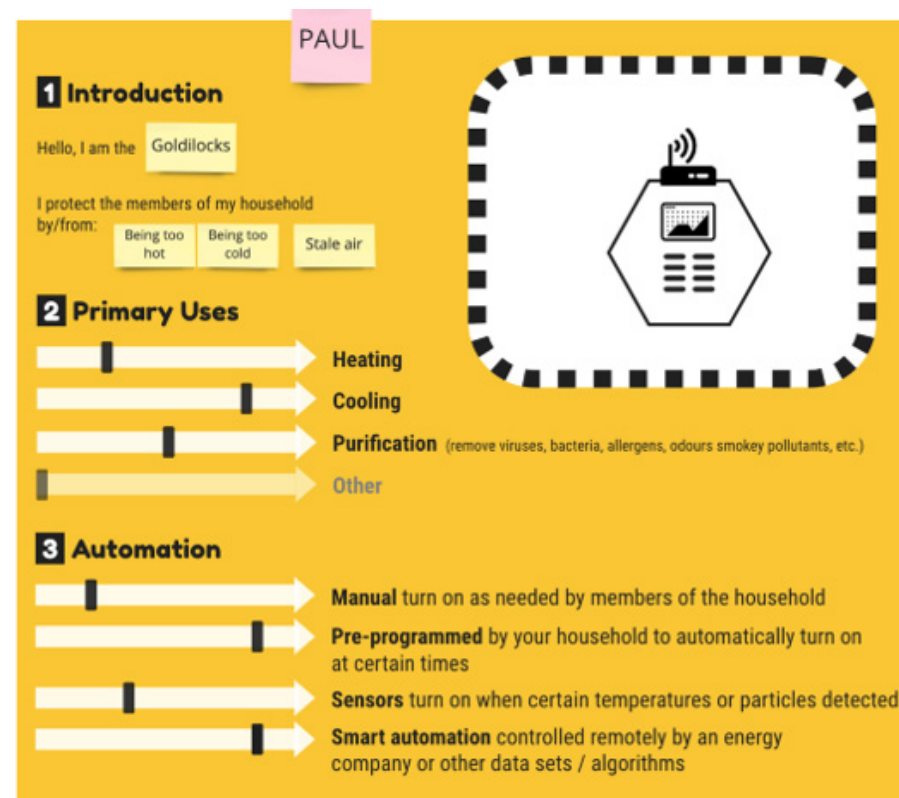 PAUL
1 Introduction
Hello, I am the Goldilocks
I protect the members of my household
by/from:
Being too
hot
Being too
cold
Stale air
2 Primary Uses
Heating
Cooling
Purification (remove viruses, bacteria, allergens, odours smokey pollutants, etc.)
Other
3 Automation
Manual turn on as needed by members of the household
Pre-programmed by your household to automatically turn on
at certain times
Sensors turn on when certain temperatures or particles detected
Smart automation controlled remotely by an energy
company or other data sets / algorithms